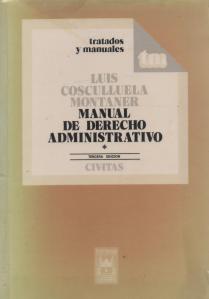 tratados
y manuales
tm
LUIS
COSCULLUELA
MONTANER
MANUAL
DE DERECHO
ADMINISTRATIVO
*
TERCERA EDICION
CIVITAS